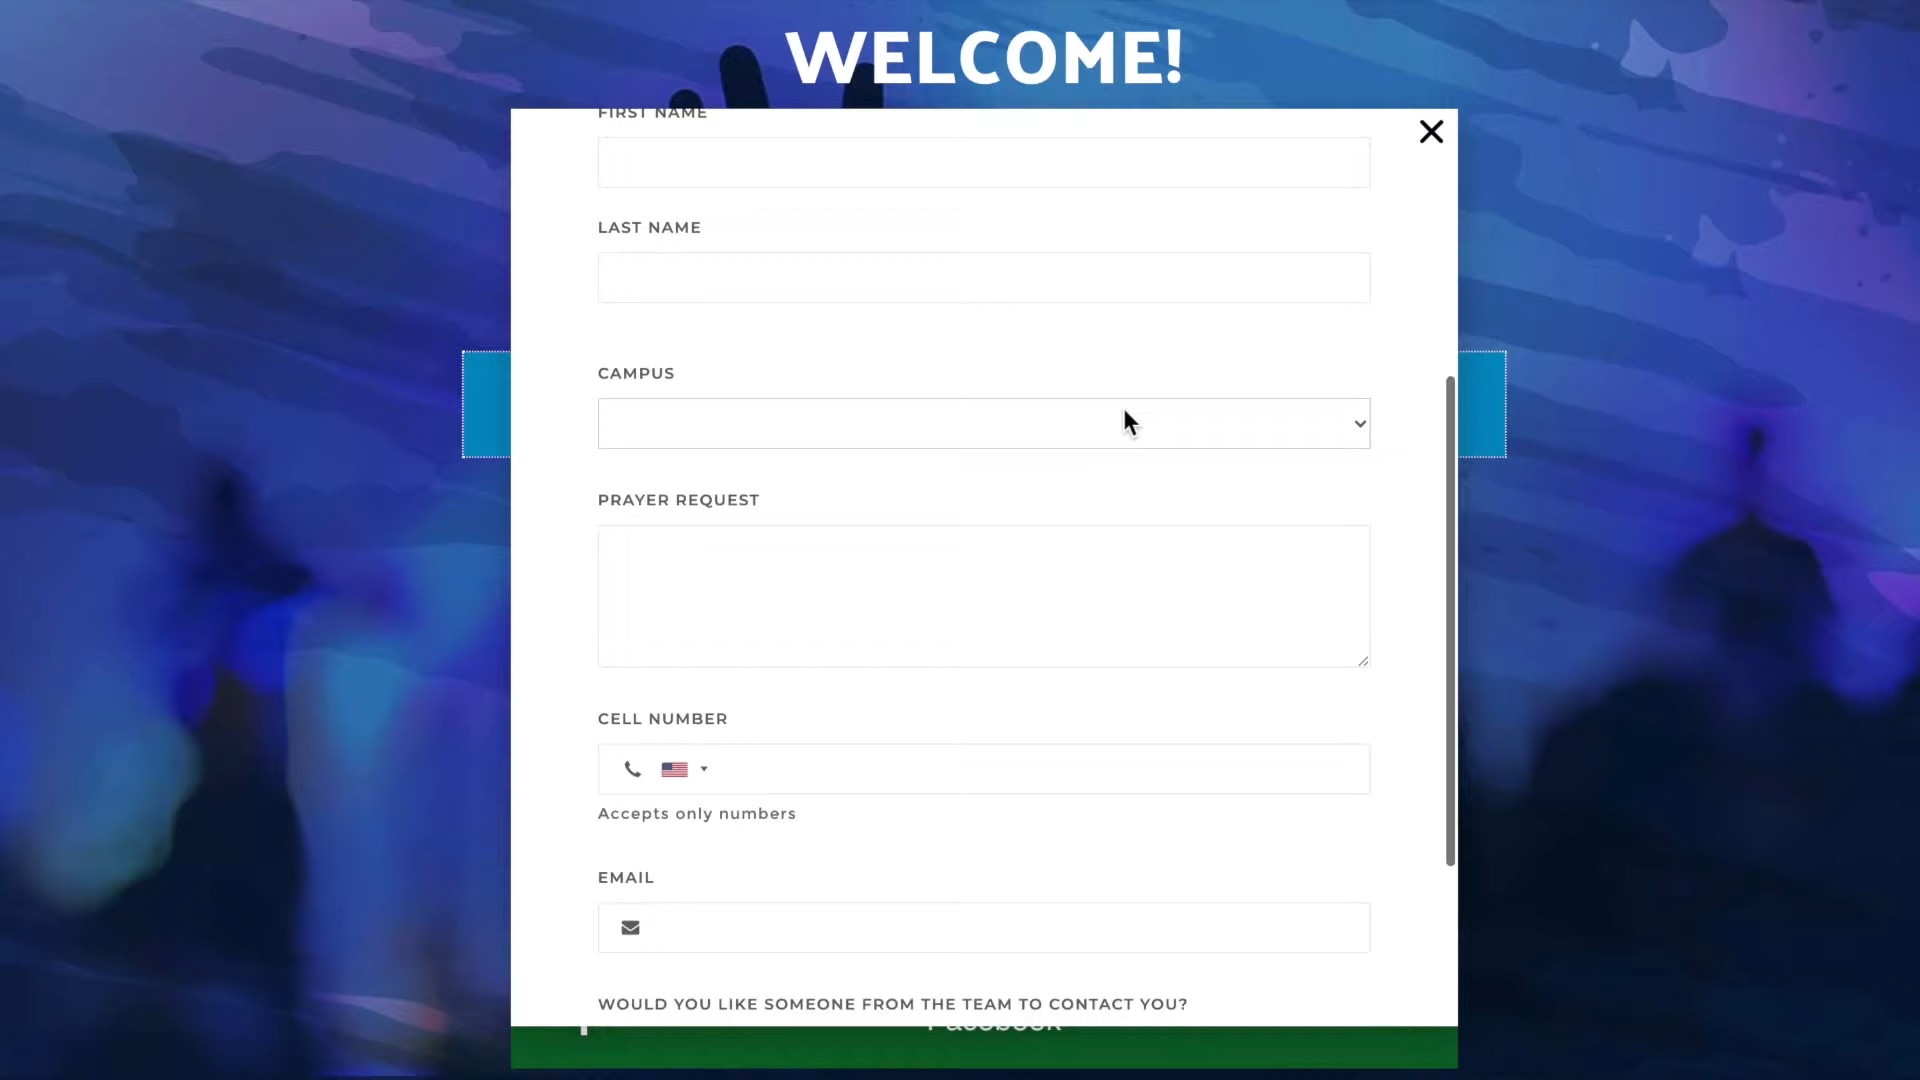 WELCOME!
FIRST NAME
LAST NAME
CAMPUS
PRAYER REQUEST
CELL NUMBER
Accepts only numbers
EMAIL
WOULD YOU LIKE SOMEONE FROM THE TEAM TO CONTACT YOU?
Facebook